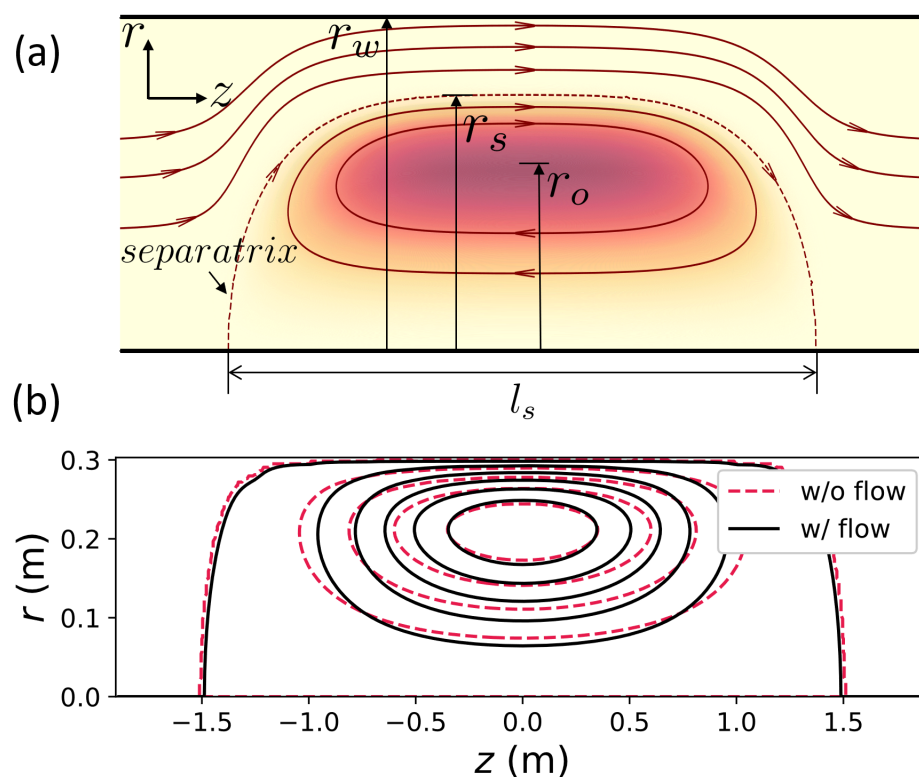 (a)
r
z
r_w
r_s
r_o
separatrix
l_s
(b)
0.3
0.2
0.1
0.0
r (m)
w/o flow
w/ flow
−1.5 −1.0 −0.5 0.0 0.5 1.0 1.5
z (m)